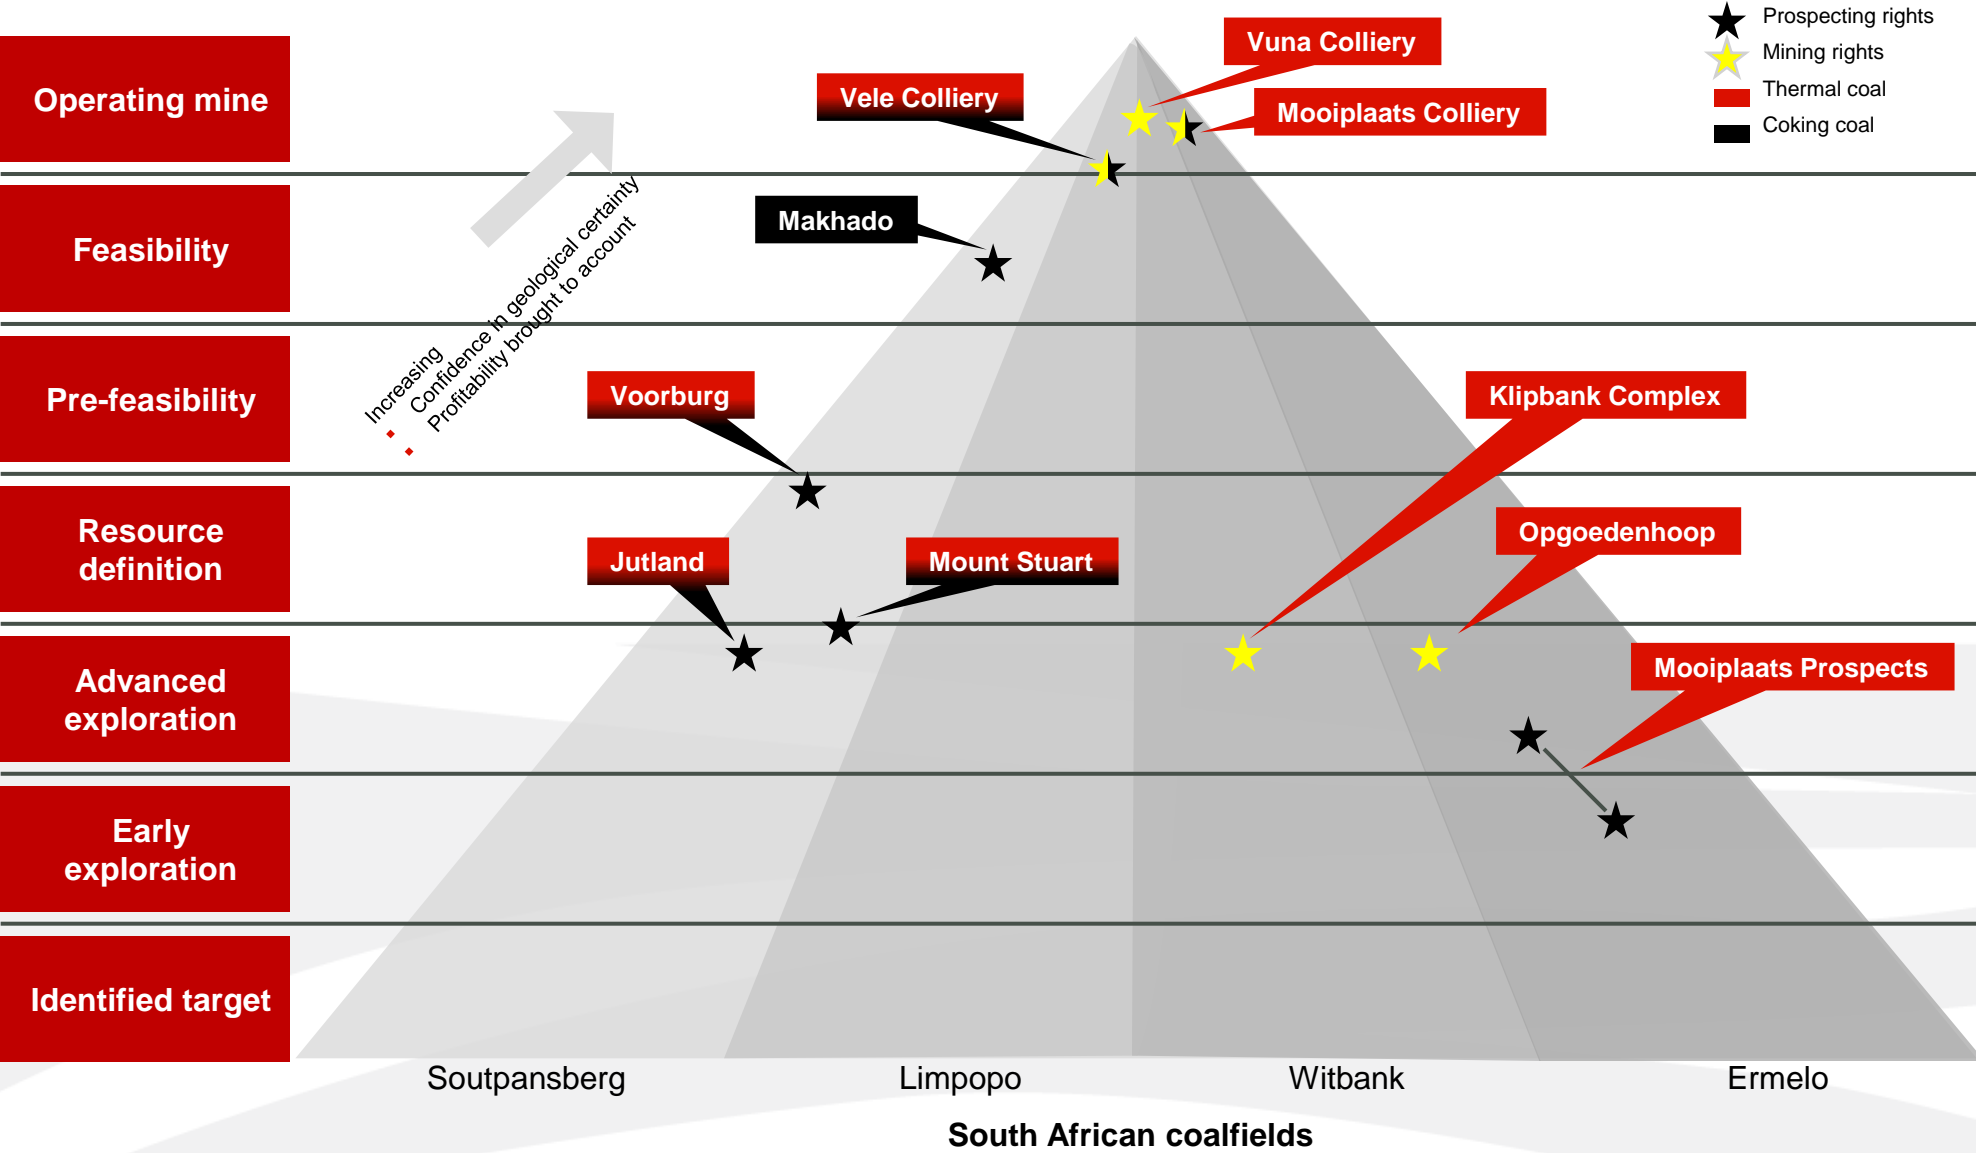 Prospecting rights
Mining rights
Thermal coal
Coking coal
Vuna Colliery
Vele Colliery
Mooiplaats Colliery
Operating mine
Makhado
Feasibility
Increasing
Confidence in geological certainty
Profitability brought to account
Pre-feasibility
Voorburg
Klipbank Complex
Resource
definition
Jutland
Mount Stuart
Opgoedenhoop
Advanced
exploration
Mooiplaats Prospects
Early
exploration
Identified target
Soutpansberg
Limpopo
Witbank
Ermelo
South African coalfields